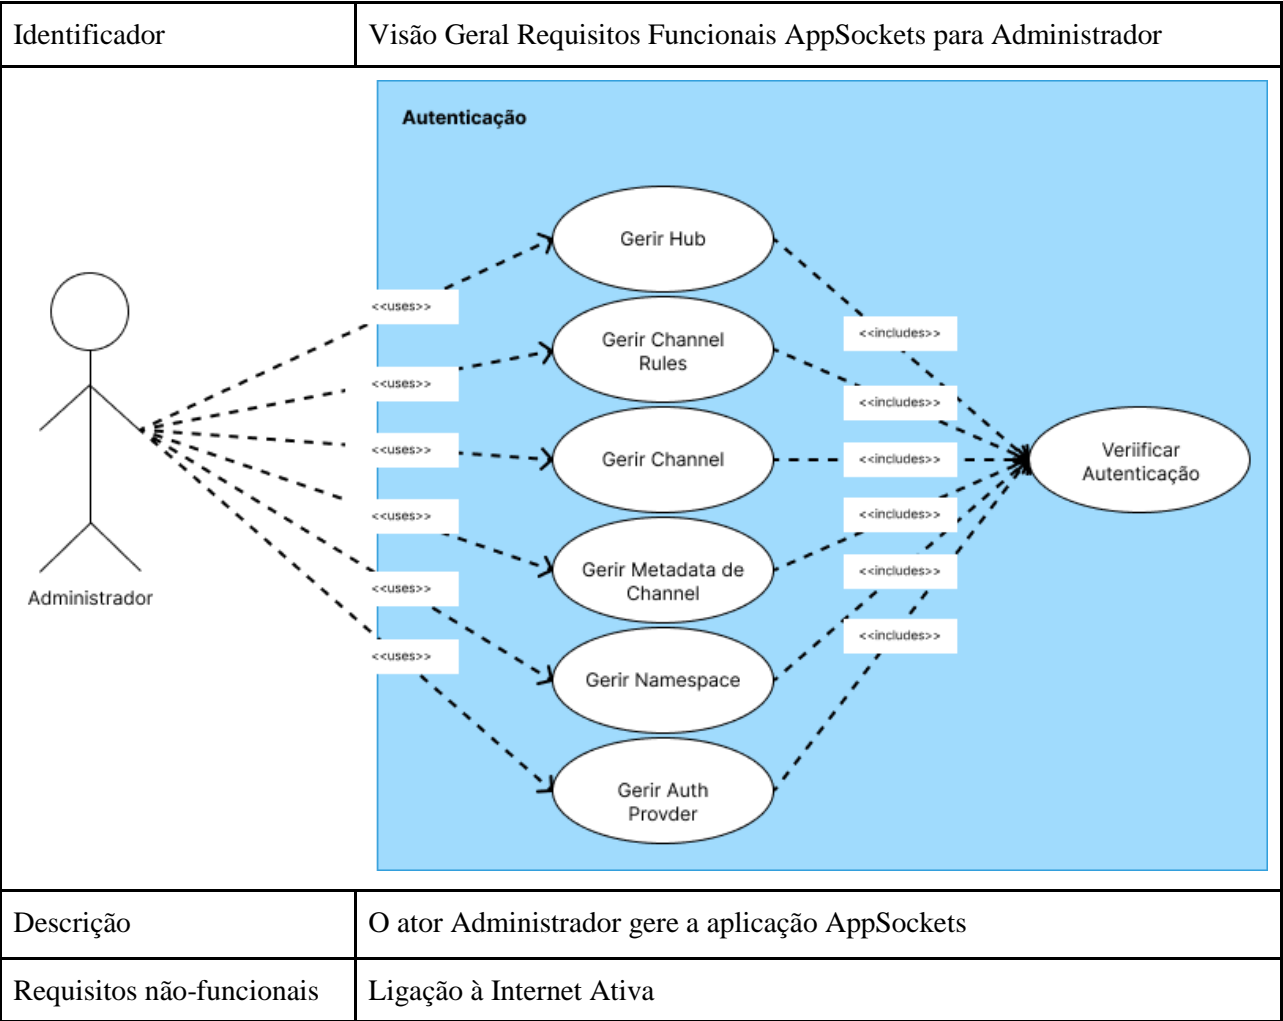 Identificador
Visão Geral Requisitos Funcionais AppSockets para Administrador
Autenticação
Gerir Hub
<<uses>>
<<includes>>
Gerir Channel
Rules
<<uses>>
<<includes>>
Gerir Channel
<<uses>>
<<includes>>
Veriificar
Autenticação
Gerir Metadata de
Channel
<<uses>>
<<includes>>
Administrador
Gerir Namespace
<<uses>>
<<includes>>
Gerir Auth
Provder
<<uses>>
<<includes>>
Descrição
O ator Administrador gere a aplicação AppSockets
Requisitos não-funcionais
Ligação à Internet Ativa